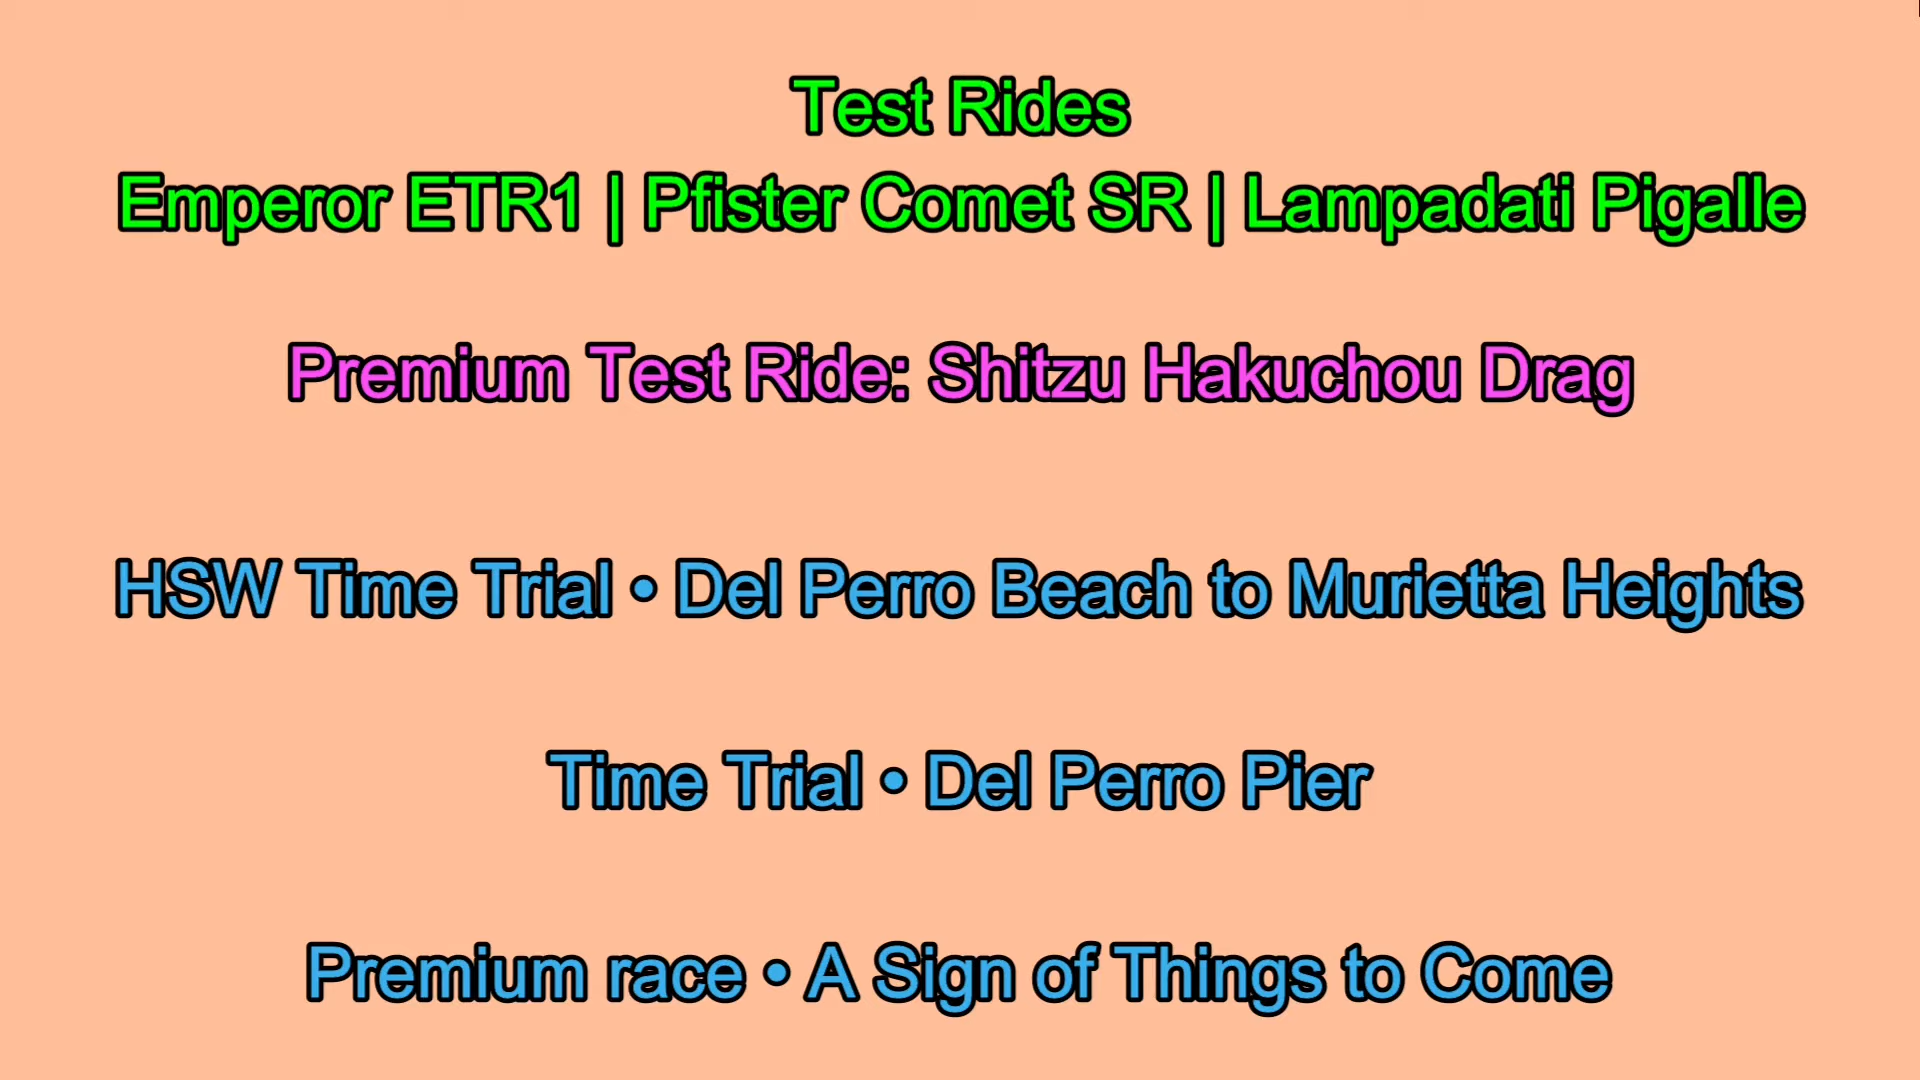 Test Rides
Emperor ETR1 | Pfister Comet SR | Lampadati Pigalle
Premium Test Ride: Shitzu Hakuchou Drag
HSW Time Trial • Del Perro Beach to Murietta Heights
Time Trial • Del Perro Pier
Premium race • A Sign of Things to Come